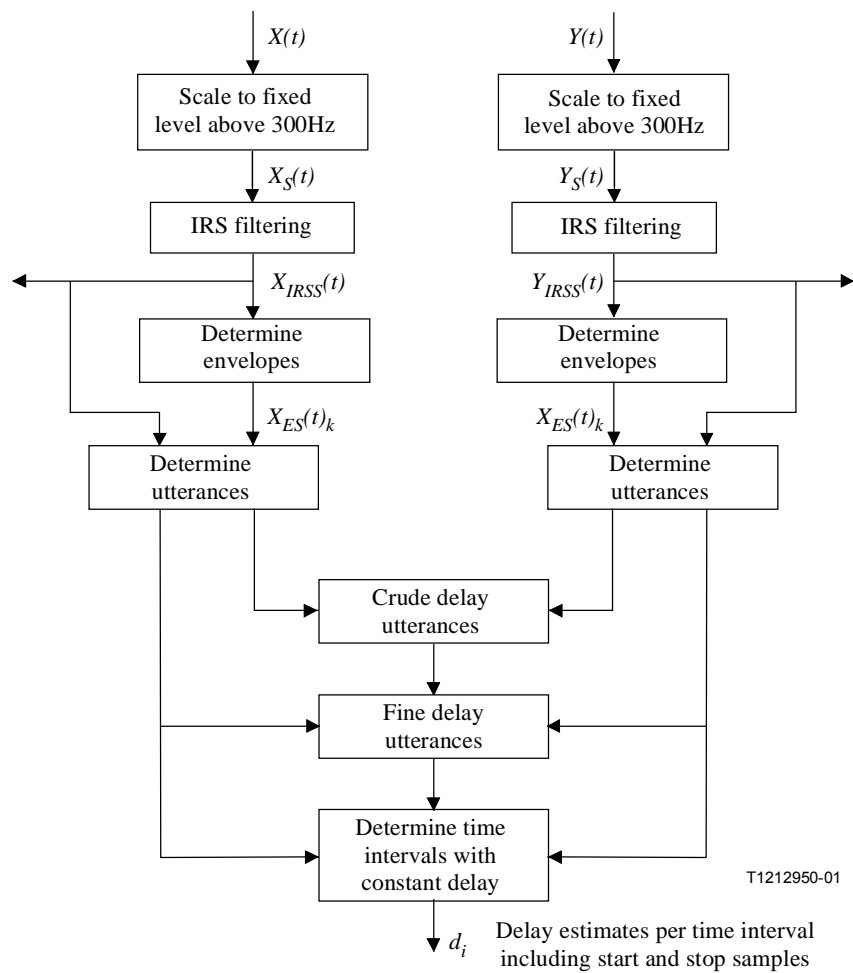 X(t) Y(t)
Scale to fixed
level above 300Hz
Scale to fixed
level above 300Hz
X_S(t) Y_S(t)
IRS filtering
IRS filtering
X_IRSS(t) Y_IRSS(t)
Determine
envelopes
Determine
envelopes
X_ES(t)_k X_ES(t)_k
Determine
utterances
Determine
utterances
Crude delay
utterances
Fine delay
utterances
Determine time
intervals with
constant delay
T1212950-01
d_i
Delay estimates per time interval
including start and stop samples